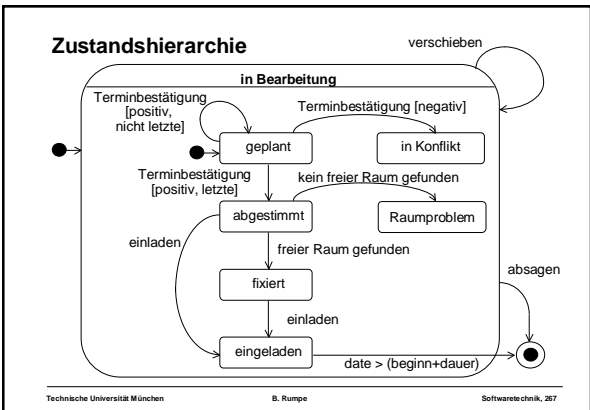 Zustandshierarchie
verschieben
in Bearbeitung
Terminbestätigung
[positiv,
nicht letzte]
Terminbestätigung [negativ]
geplant
in Konflikt
Terminbestätigung
[positiv, letzte]
kein freier Raum gefunden
abgestimmt
Raumproblem
einladen
freier Raum gefunden
absagen
fixiert
einladen
eingeladen
date > (beginn+dauer)
Technische Universität München B. Rumpe Softwaretechnik, 267